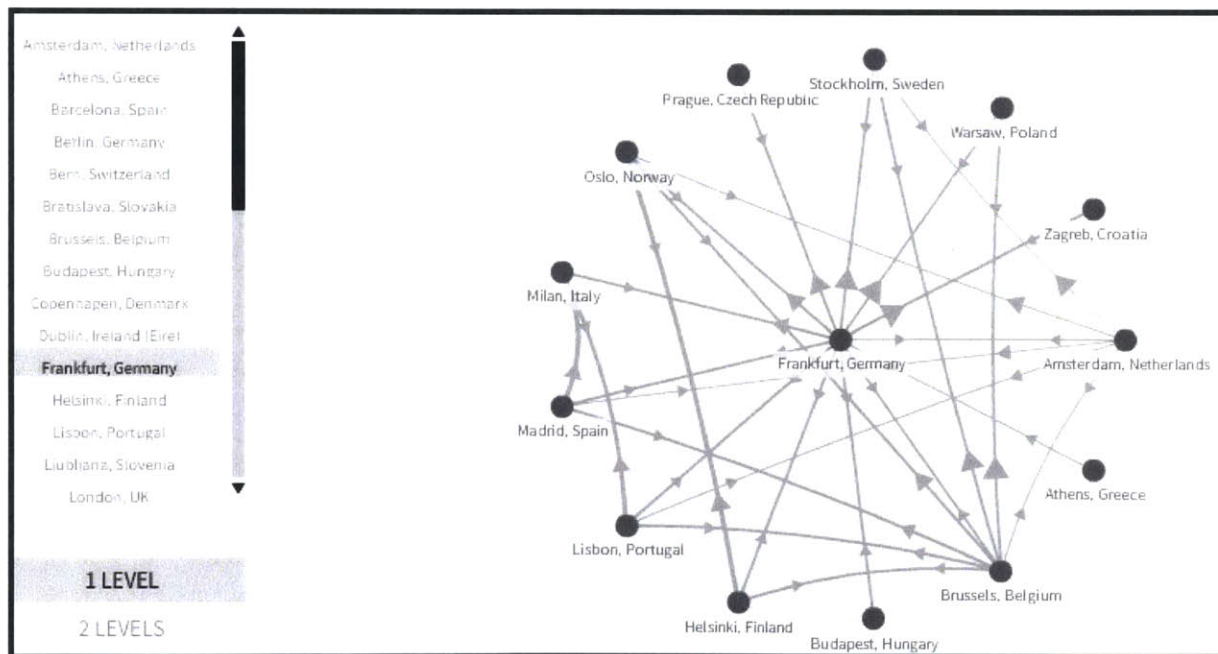 Amsterdam, Netherlands
Athens, Greece
Barcelona, Spain
Berlin, Germany
Bern, Switzerland
Bratislava, Slovakia
Brussels, Belgium
Budapest, Hungary
Copenhagen, Denmark
Dublin, Ireland (Eire)
Frankfurt, Germany
Helsinki, Finland
Lisbon, Portugal
Ljubljana, Slovenia
London, UK
1 LEVEL
2 LEVELS
Stockholm, Sweden
Prague, Czech Republic
Warsaw, Poland
Oslo, Norway
Zagreb, Croatia
Milan, Italy
Frankfurt, Germany
Amsterdam, Netherlands
Madrid, Spain
Athens, Greece
Lisbon, Portugal
Brussels, Belgium
Helsinki, Finland
Budapest, Hungary